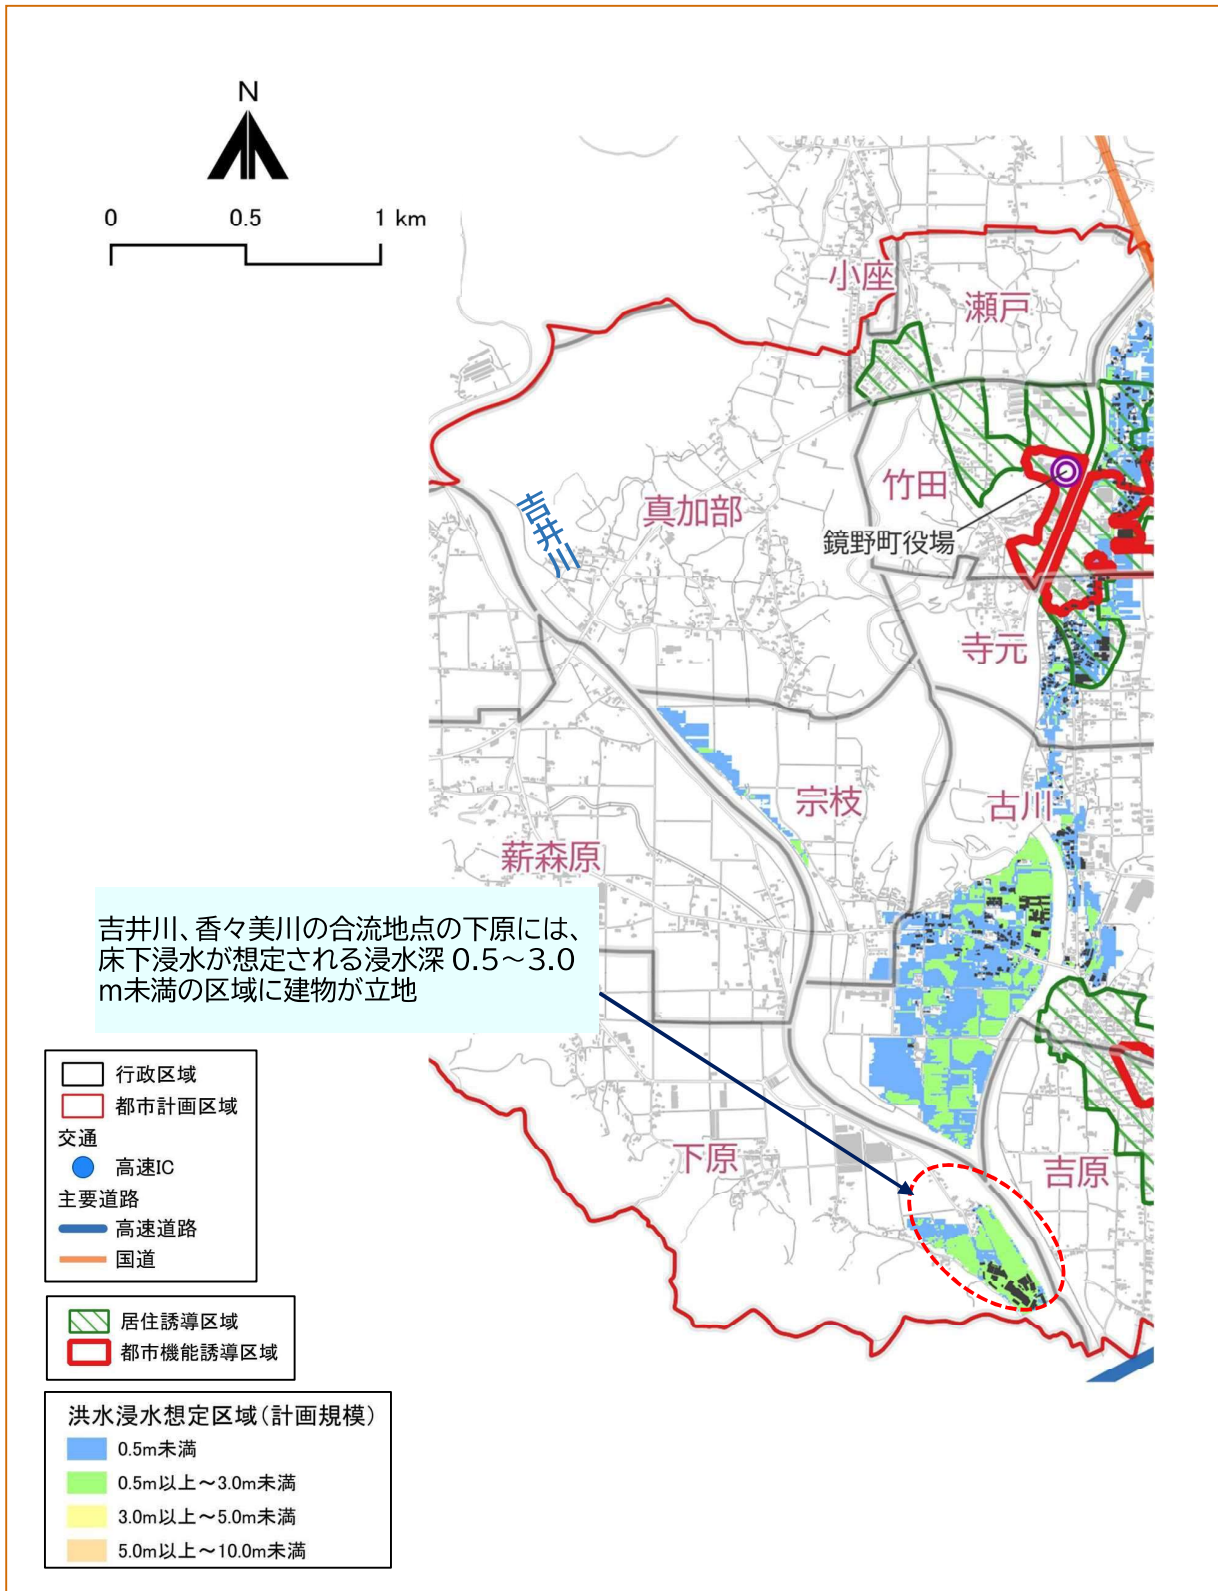 N
0 0.5 1 km
小座
瀬戸
吉井川
真加部
竹田
鏡野町役場
寺元
宗枝
古川
薪森原
吉井川、香々美川の合流地点の下原には、
床下浸水が想定される浸水深 0.5～3.0
m未満の区域に建物が立地
下原
吉原
行政区域
都市計画区域
交通
高速IC
主要道路
高速道路
国道
居住誘導区域
都市機能誘導区域
洪水浸水想定区域(計画規模)
0.5m未満
0.5m以上～3.0m未満
3.0m以上～5.0m未満
5.0m以上～10.0m未満